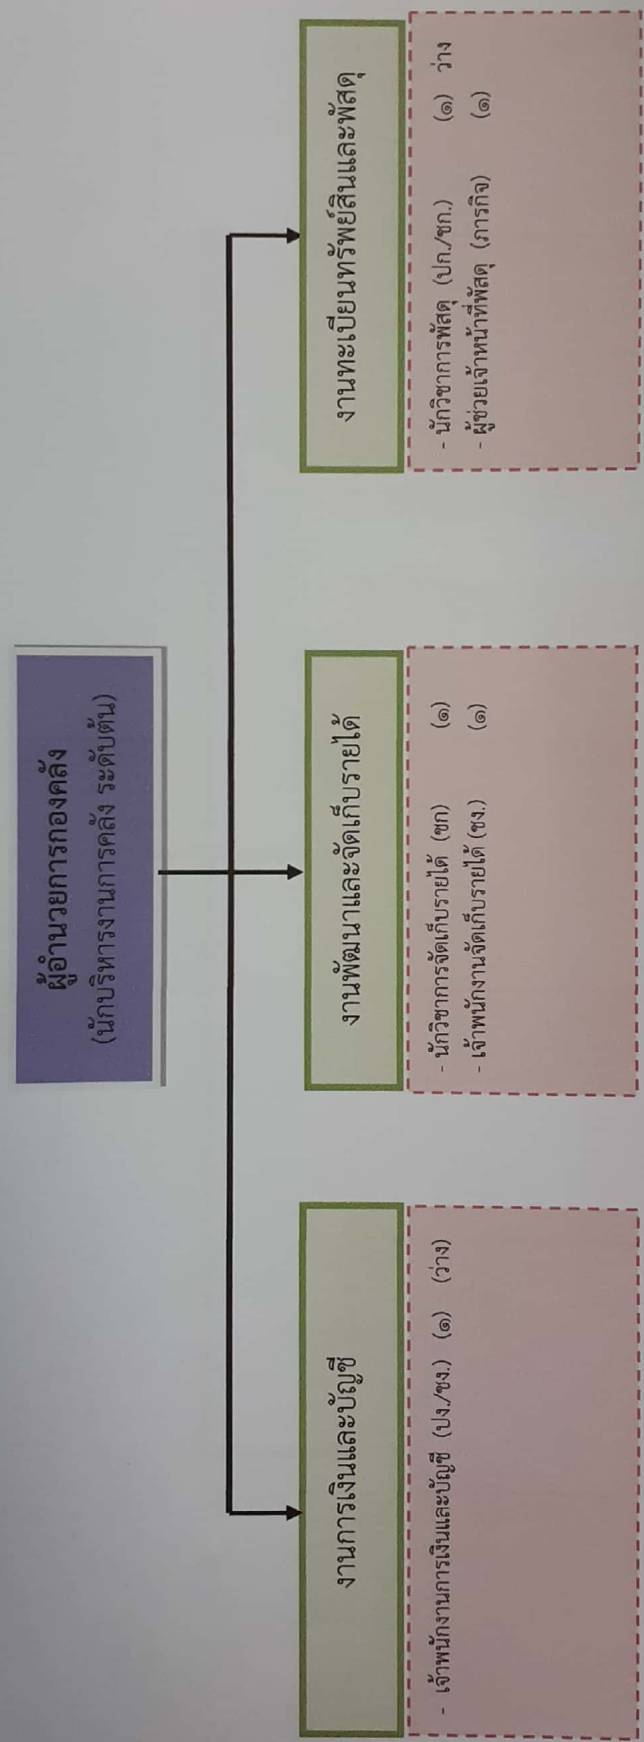 ผู้อำนวยการกองคลัง
(นักบริหารงานการคลัง ระดับต้น)
งานการเงินและบัญชี
- เจ้าพนักงานการเงินและบัญชี (ปง./ชง.) (๑) (ว่าง)
งานพัฒนาและจัดเก็บรายได้
- นักวิชาการจัดเก็บรายได้ (ชก) (๑)
- เจ้าพนักงานจัดเก็บรายได้ (ชง.) (๑)
งานทะเบียนทรัพย์สินและพัสดุ
- นักวิชาการพัสดุ (ปก./ชก.) (๑) ว่าง
- ผู้ช่วยเจ้าหน้าที่พัสดุ (ภารกิจ) (๑)